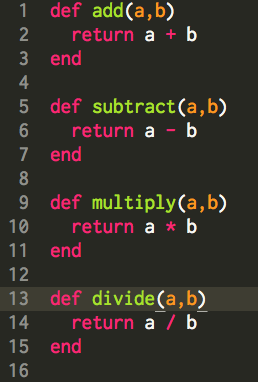 1 def add(a,b)
2   return a + b
3 end
4
5 def subtract(a,b)
6   return a - b
7 end
8
9 def multiply(a,b)
10   return a * b
11 end
12
13 def divide(a,b)
14   return a / b
15 end
16